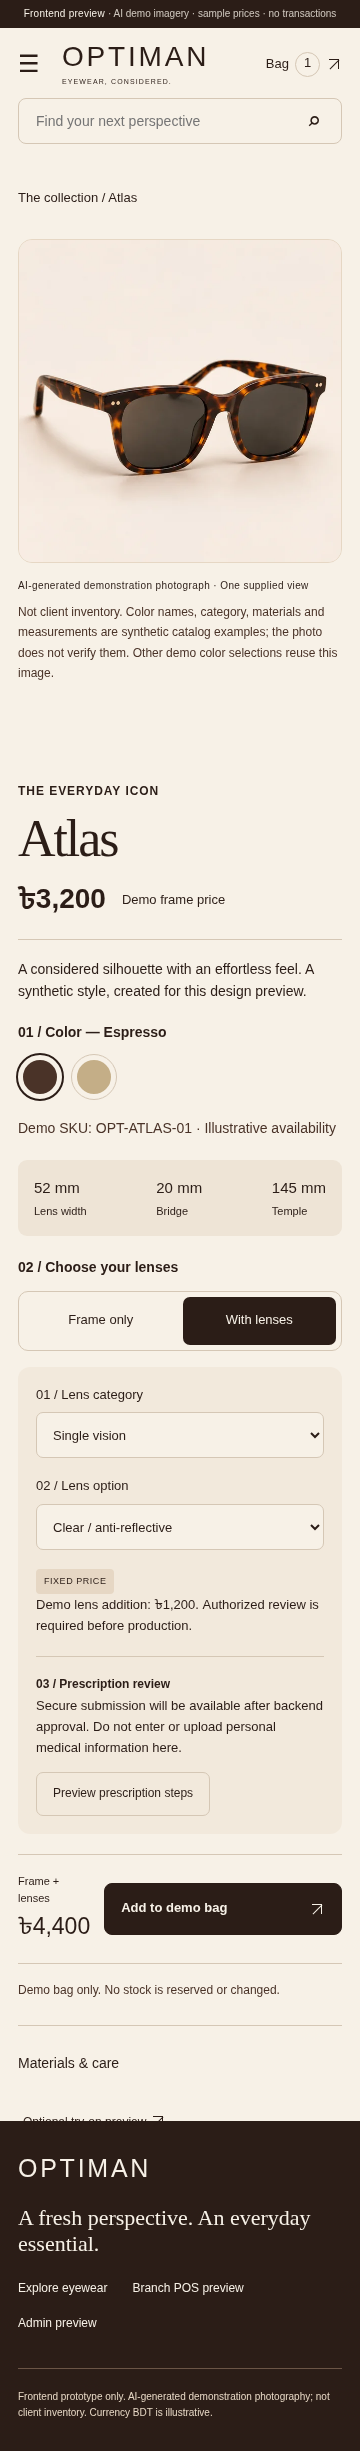 Frontend preview · AI demo imagery · sample prices · no transactions
OPTIMAN
EYEWEAR, CONSIDERED.
Bag 1
Find your next perspective
The collection / Atlas
AI-generated demonstration photograph · One supplied view
Not client inventory. Color names, category, materials and
measurements are synthetic catalog examples; the photo
does not verify them. Other demo color selections reuse this
image.
THE EVERYDAY ICON
Atlas
৳3,200 Demo frame price
A considered silhouette with an effortless feel. A
synthetic style, created for this design preview.
01 / Color — Espresso
Demo SKU: OPT-ATLAS-01 · Illustrative availability
52 mm 20 mm 145 mm
Lens width Bridge Temple
02 / Choose your lenses
Frame only With lenses
01 / Lens category
Single vision
02 / Lens option
Clear / anti-reflective
FIXED PRICE
Demo lens addition: ৳1,200. Authorized review is
required before production.
03 / Prescription review
Secure submission will be available after backend
approval. Do not enter or upload personal
medical information here.
Preview prescription steps
Frame +
lenses
৳4,400
Add to demo bag
Demo bag only. No stock is reserved or changed.
Materials & care
Optional try-on preview
OPTIMAN
A fresh perspective. An everyday
essential.
Explore eyewear Branch POS preview
Admin preview
Frontend prototype only. AI-generated demonstration photography; not
client inventory. Currency BDT is illustrative.